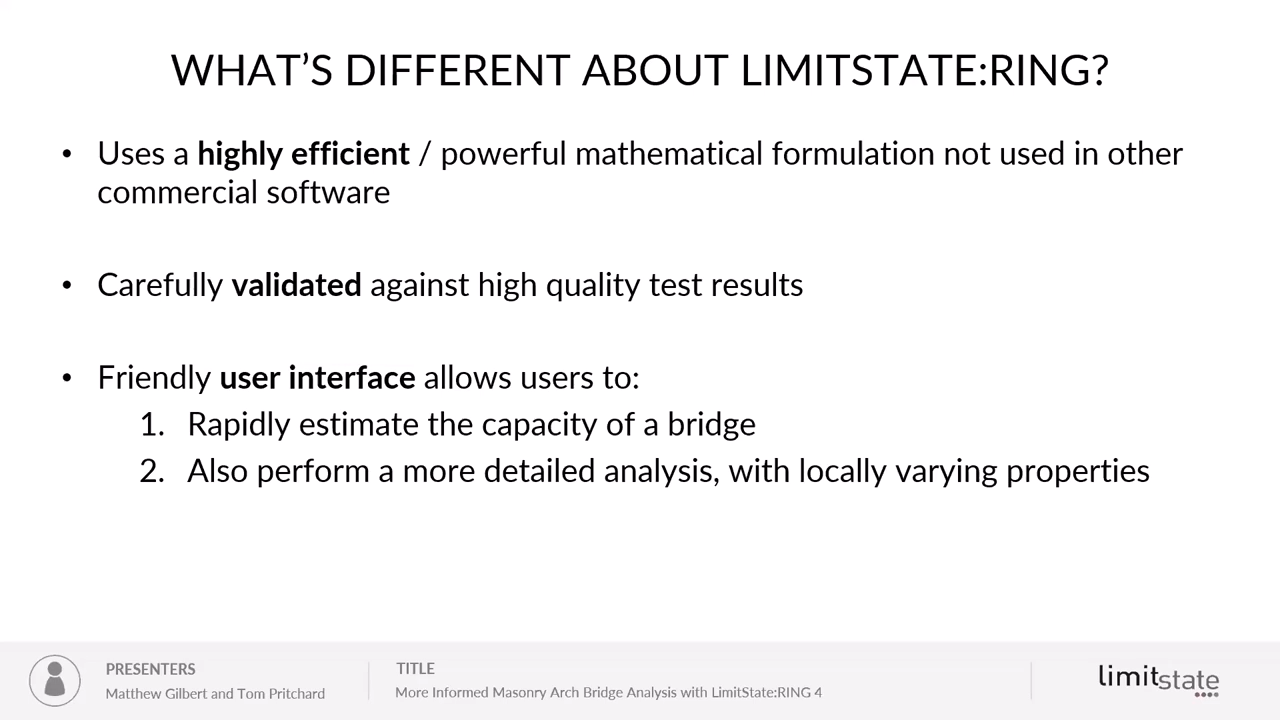 WHAT’S DIFFERENT ABOUT LIMITSTATE:RING?
• Uses a highly efficient / powerful mathematical formulation not used in other
commercial software
• Carefully validated against high quality test results
• Friendly user interface allows users to:
1. Rapidly estimate the capacity of a bridge
2. Also perform a more detailed analysis, with locally varying properties
PRESENTERS
Matthew Gilbert and Tom Pritchard
TITLE
More Informed Masonry Arch Bridge Analysis with LimitState:RING 4
limitstate